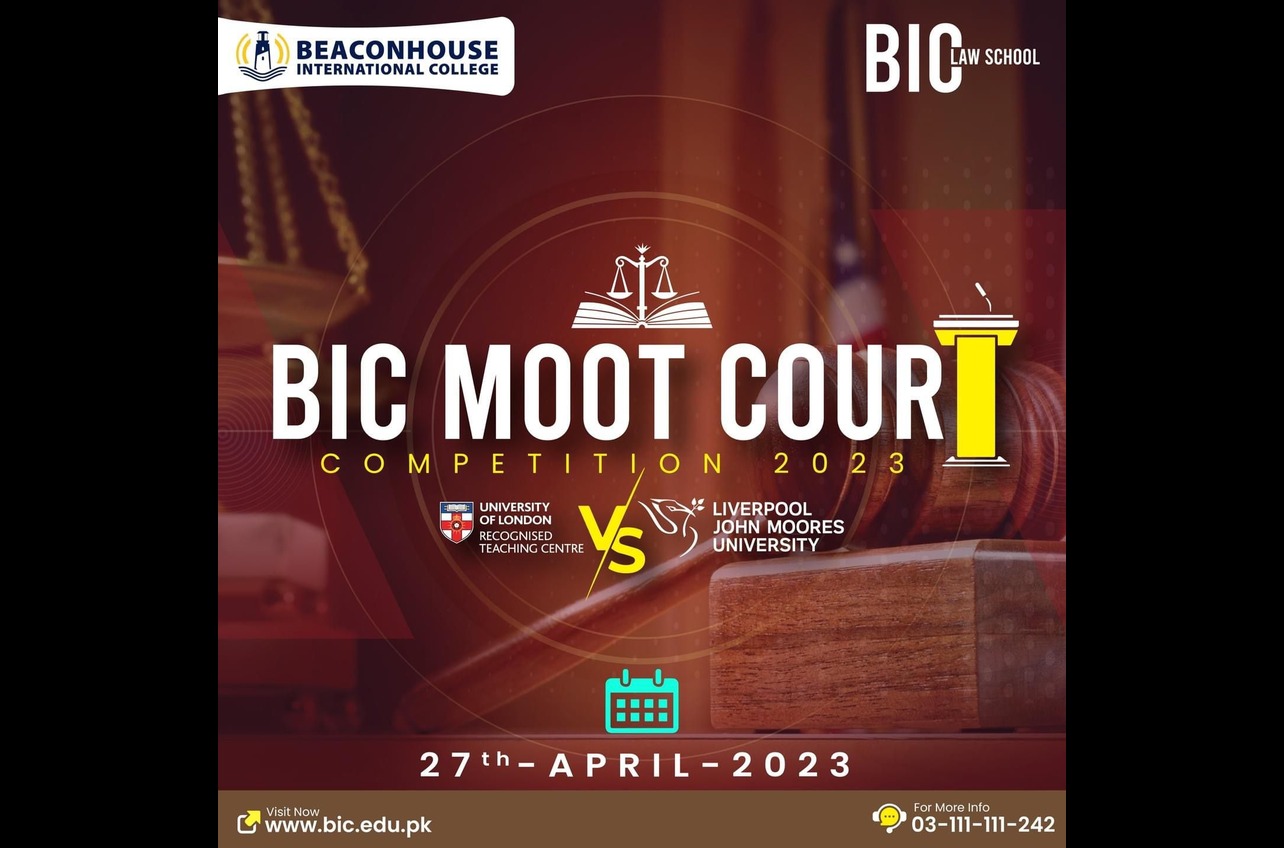 BEACONHOUSE
INTERNATIONAL COLLEGE
BIC LAW SCHOOL
BIC MOOT COURT
COMPETITION 2023
UNIVERSITY
OF LONDON
RECOGNISED
TEACHING CENTRE
VS
LIVERPOOL
JOHN MOORES
UNIVERSITY
27th-APRIL-2023
Visit Now
www.bic.edu.pk
For More Info
03-111-111-242